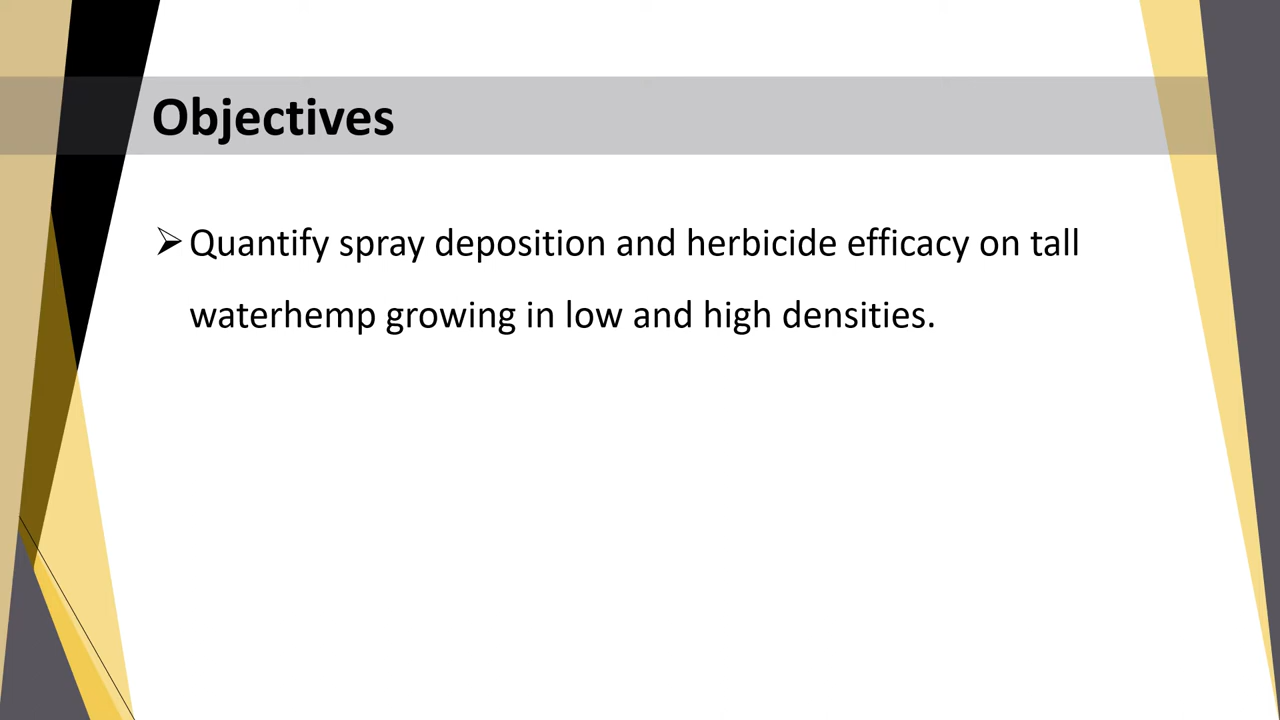 Objectives
➢Quantify spray deposition and herbicide efficacy on tall
waterhemp growing in low and high densities.